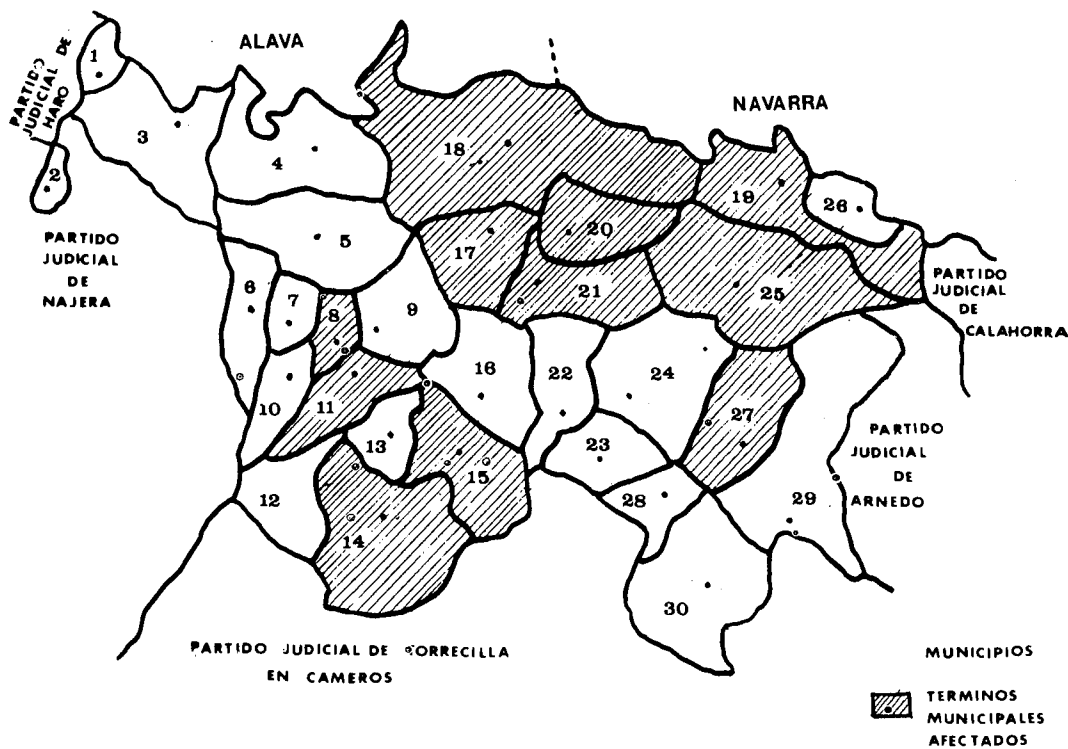 ALAVA
NAVARRA
PARTIDO
JUDICIAL DE
HARO
1
2
3
4
5
6
7
8
9
10
11
12
13
14
15
16
17
18
19
20
21
22
23
24
25
26
27
28
29
30
PARTIDO
JUDICIAL
DE
NAJERA
PARTIDO
JUDICIAL
DE
CALAHORRA
PARTIDO
JUDICIAL
DE
ARNEDO
PARTIDO JUDICIAL DE ORRECILLA
EN CAMEROS
MUNICIPIOS
TERMINOS
MUNICIPALES
AFECTADOS